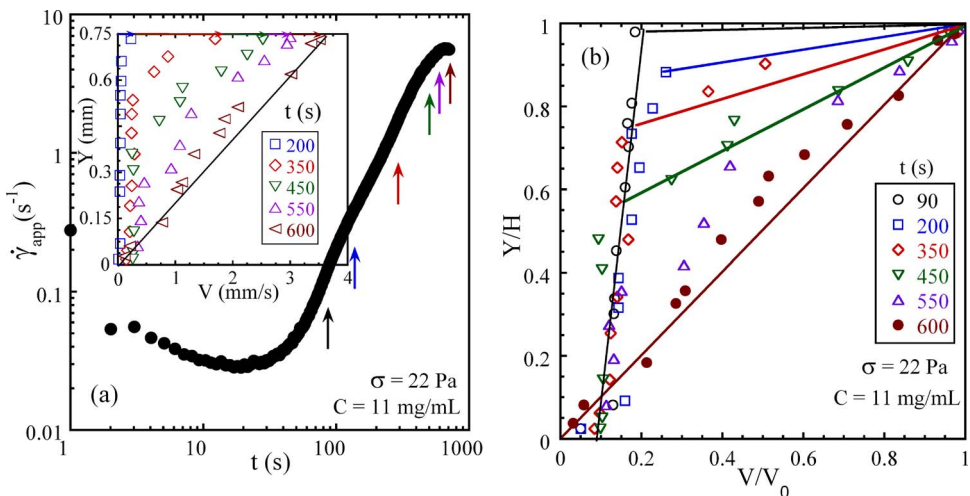 10
1
0.1
0.01
γ̇app(s⁻¹)
1
10
100
1000
t (s)
(a)
σ = 22 Pa
C = 11 mg/mL
0.75
0.6
0.3
0.15
0
Y (mm)
0 1 2 3 4
V (mm/s)
t (s)
200
350
450
550
600
(b)
1
0.8
0.6
0.4
0.2
0
Y/H
0 0.2 0.4 0.6 0.8 1
V/V₀
t (s)
90
200
350
450
550
600
σ = 22 Pa
C = 11 mg/mL